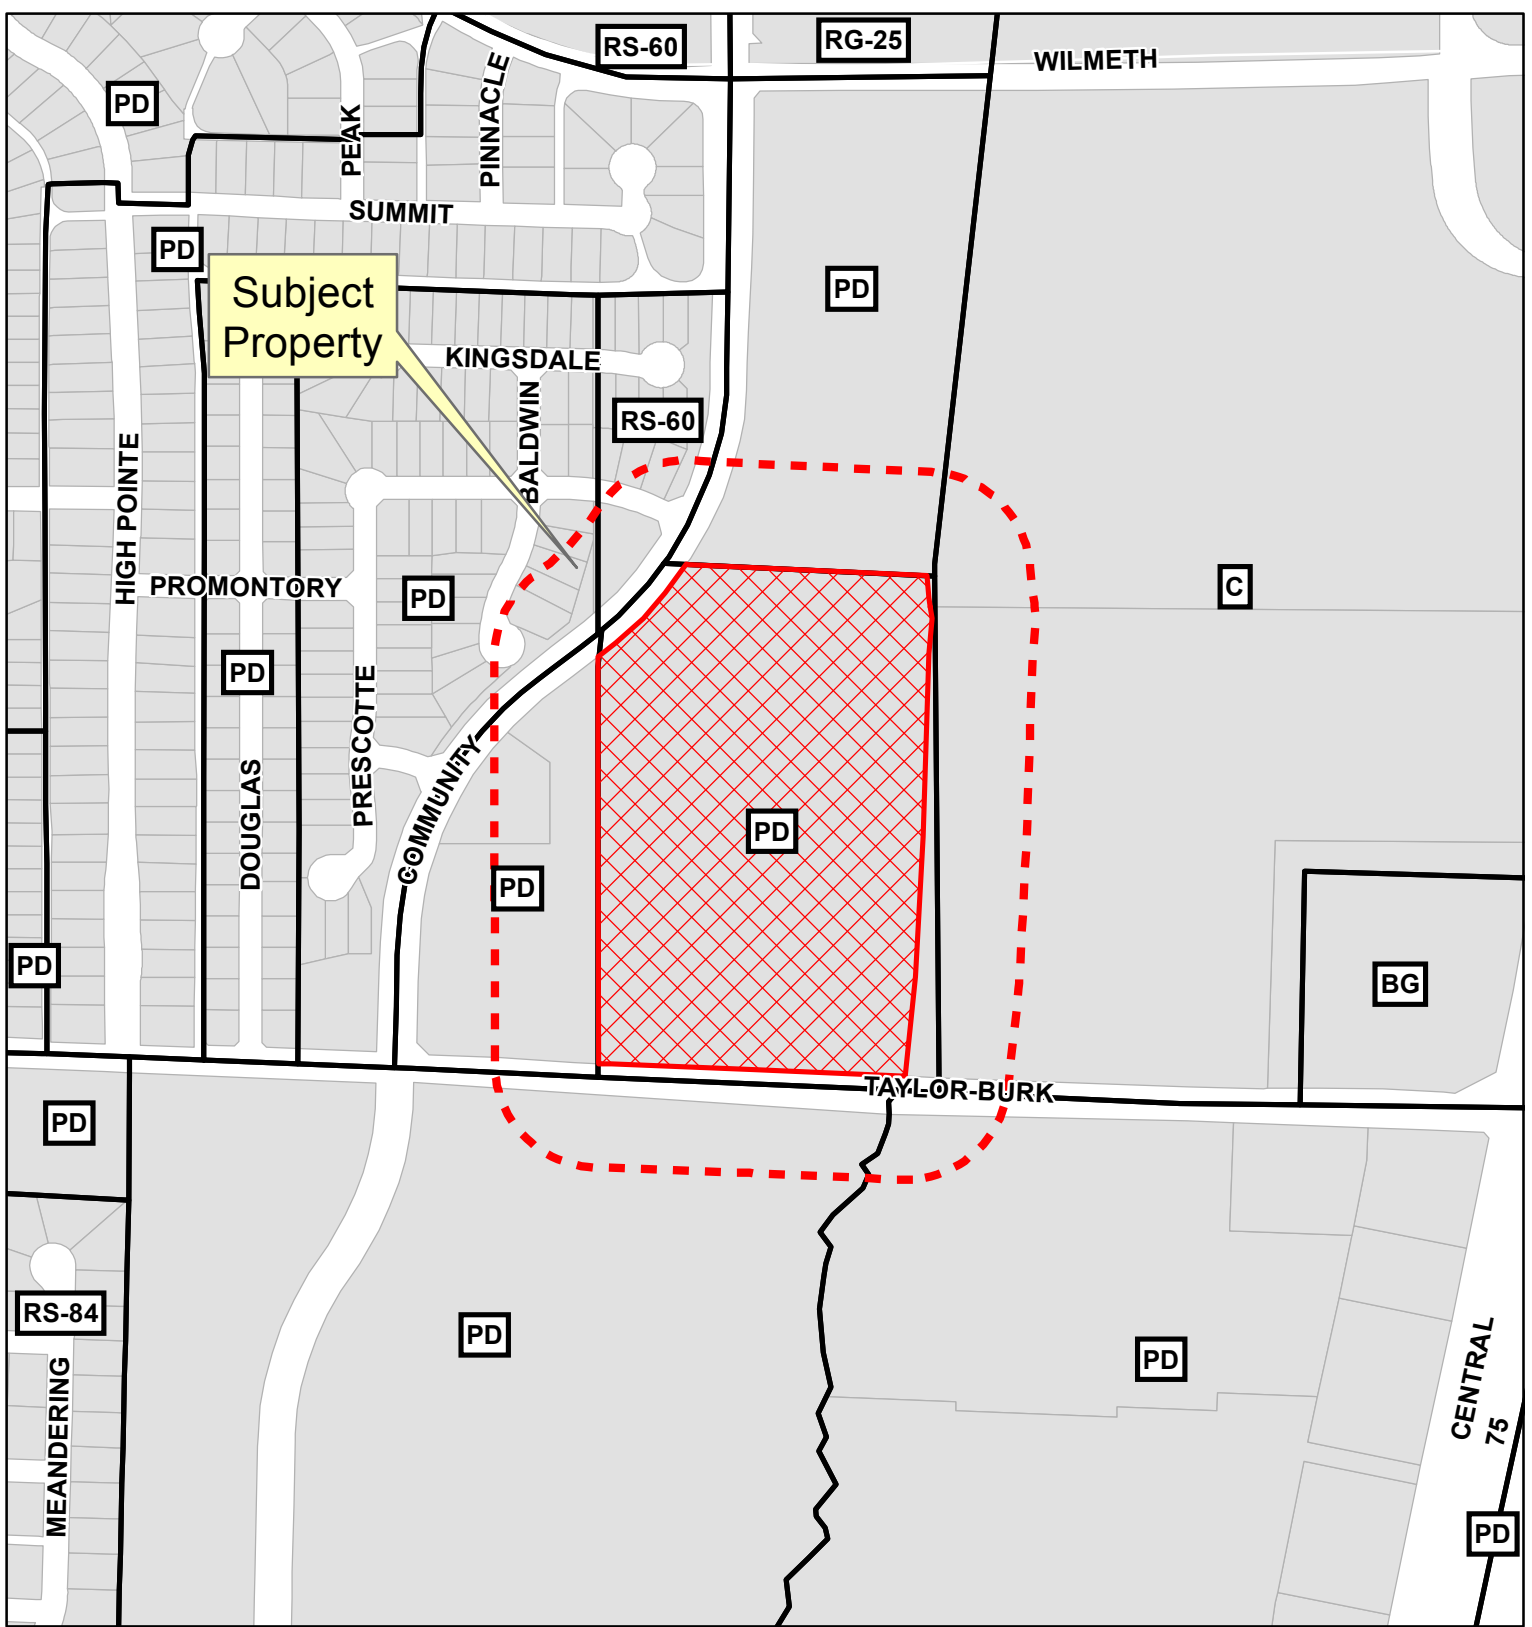 RS-60
RG-25
WILMETH
PD
PEAK
PINNACLE
SUMMIT
PD
Subject
Property
PD
KINGSDALE
BALDWIN
RS-60
HIGH POINTE
PROMONTORY
PD
C
PD
PRESCOTTE
DOUGLAS
COMMUNITY
PD
PD
PD
BG
TAYLOR-BURK
PD
RS-84
PD
PD
MEANDERING
CENTRAL
75
PD